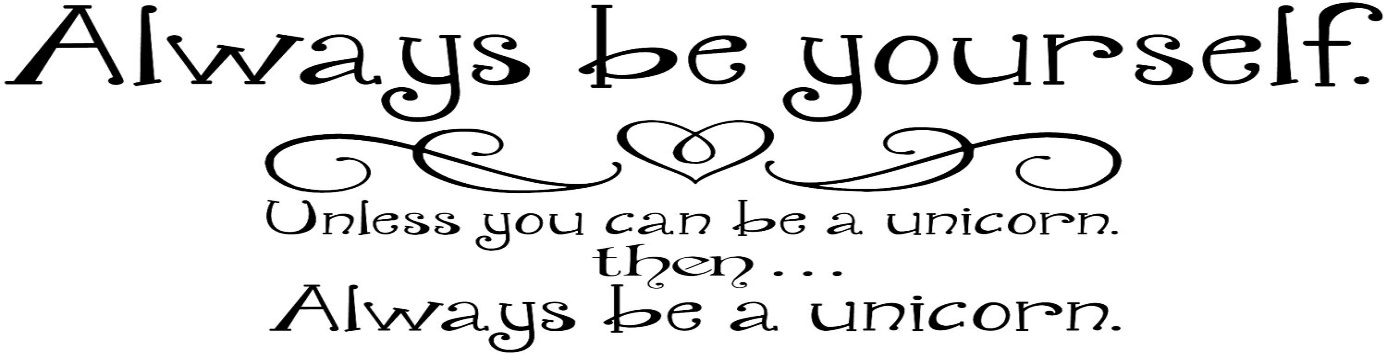 Always be yourself.
Unless you can be a unicorn.
then...
Always be a unicorn.